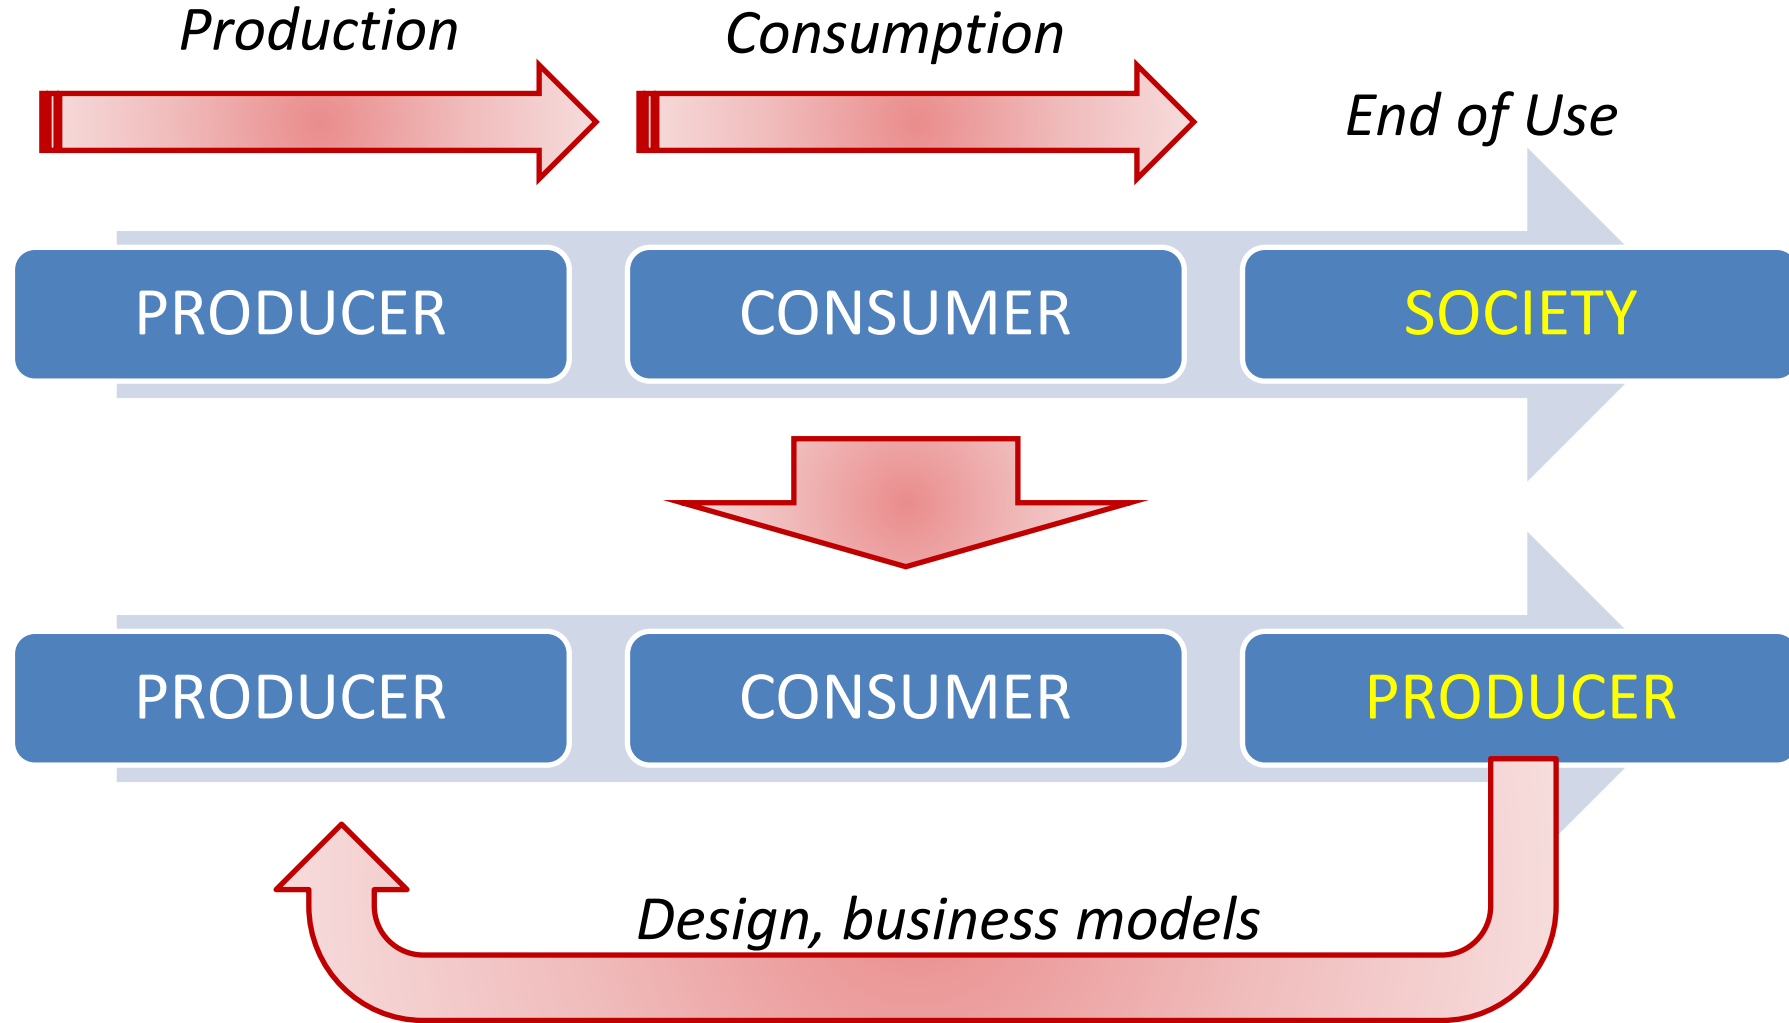 Production
Consumption
End of Use
PRODUCER
CONSUMER
SOCIETY
PRODUCER
CONSUMER
PRODUCER
Design, business models